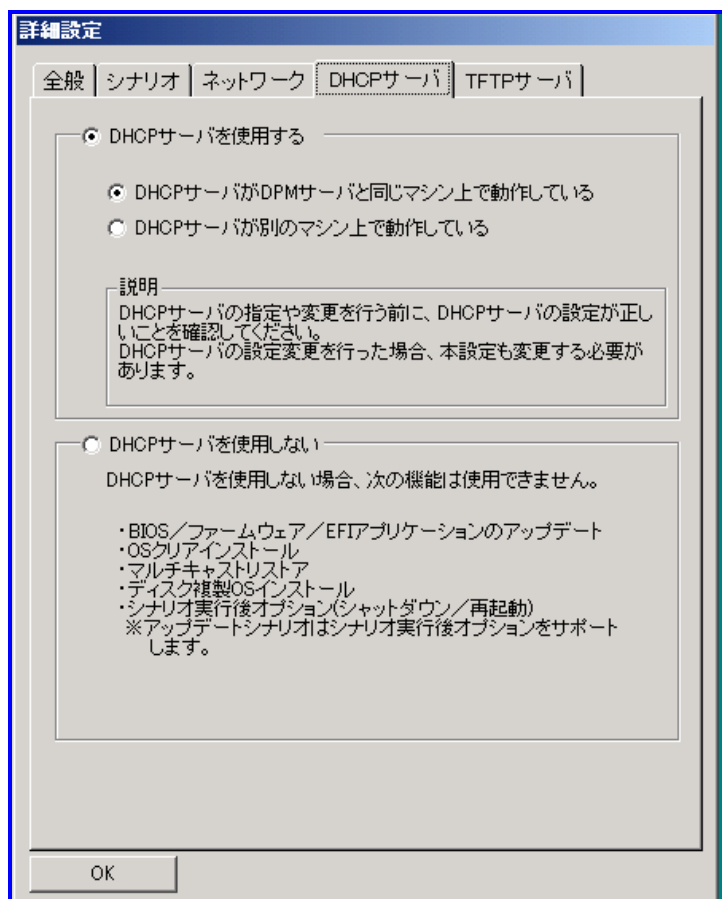 詳細設定
全般 シナリオ ネットワーク DHCPサーバ TFTPサーバ
DHCPサーバを使用する
DHCPサーバがDPMサーバと同じマシン上で動作している
DHCPサーバが別のマシン上で動作している
説明
DHCPサーバの指定や変更を行う前に、DHCPサーバの設定が正し
いことを確認してください。
DHCPサーバの設定変更を行った場合、本設定も変更する必要が
あります。
DHCPサーバを使用しない
DHCPサーバを使用しない場合、次の機能は使用できません。
・BIOS／ファームウェア／EFIアプリケーションのアップデート
・OSクリアインストール
・マルチキャストリストア
・ディスク複製OSインストール
・シナリオ実行後オプション(シャットダウン／再起動)
※アップデートシナリオはシナリオ実行後オプションをサポート
します。
OK